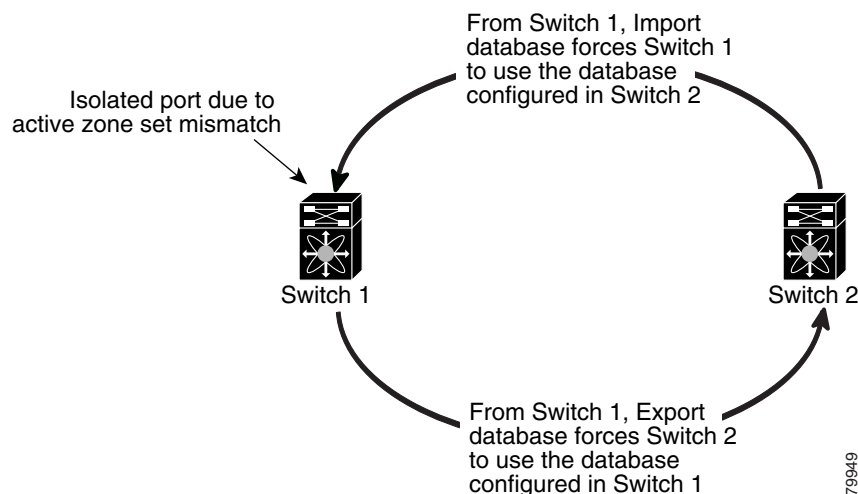 From Switch 1, Import
database forces Switch 1
to use the database
configured in Switch 2
Isolated port due to
active zone set mismatch
Switch 1
Switch 2
From Switch 1, Export
database forces Switch 2
to use the database
configured in Switch 1
79949